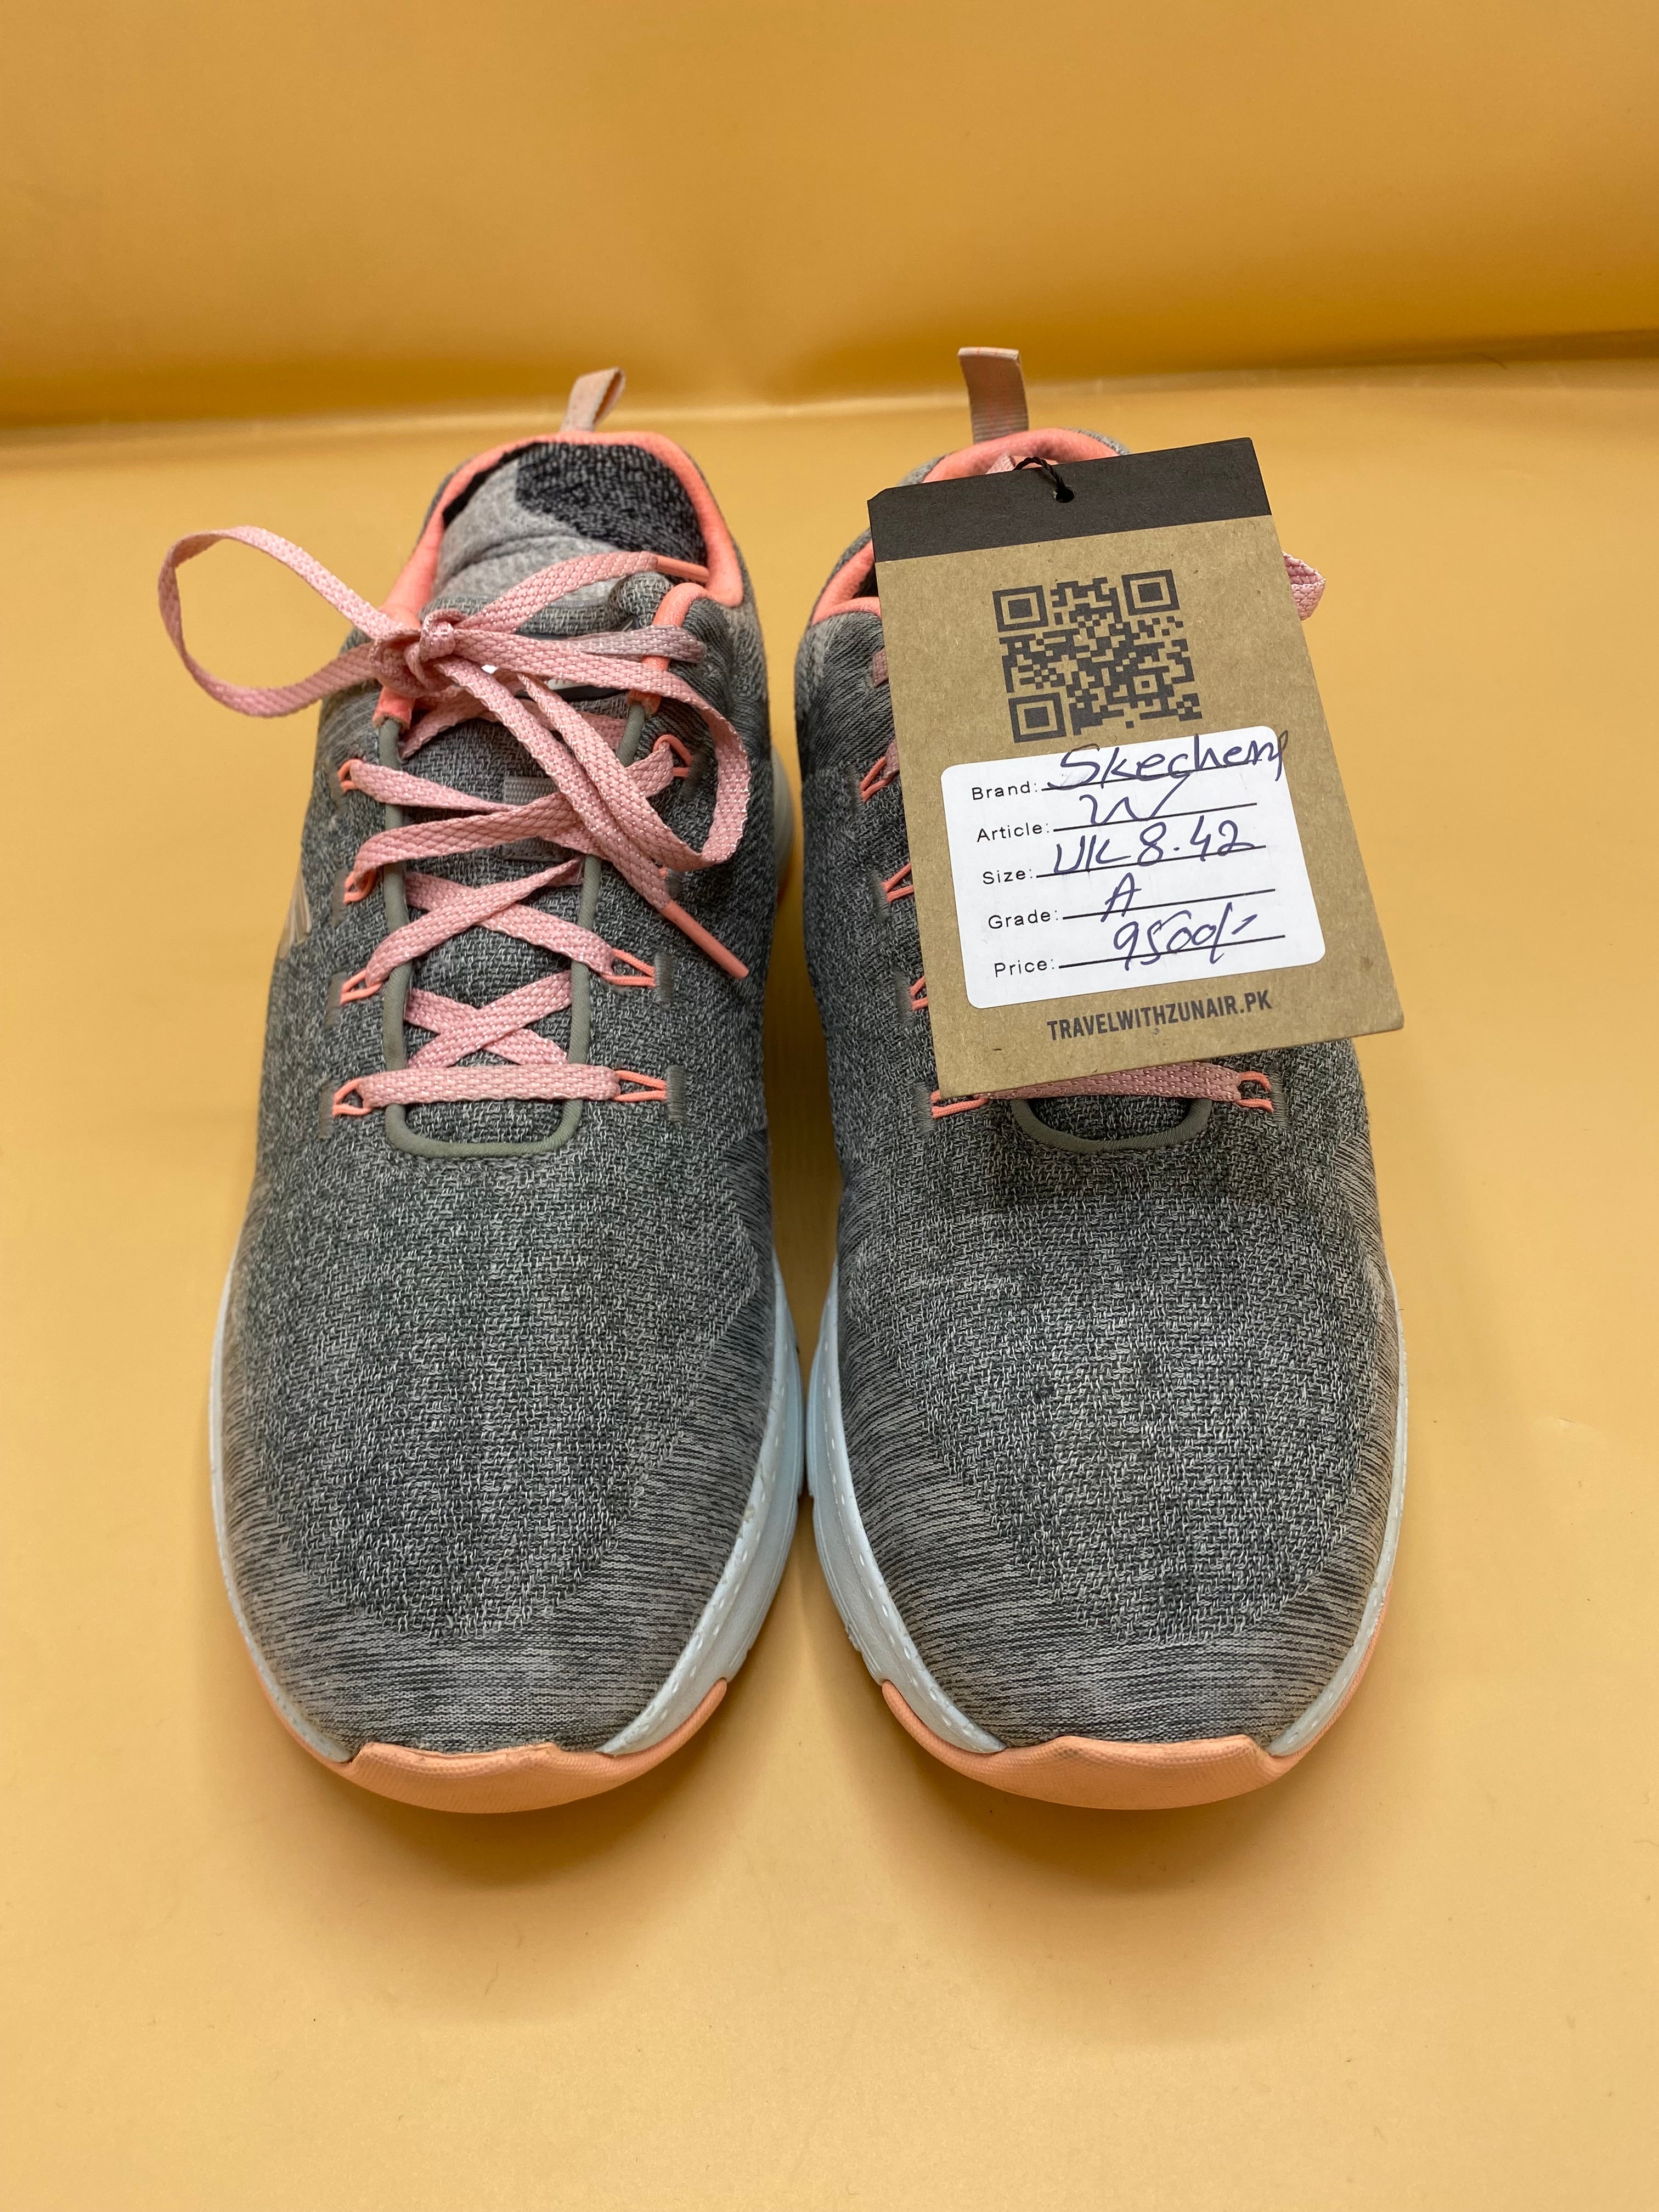 Brand: Skechers
Article: W
Size: UK 8.42
Grade: A
Price: 9500/-
TRAVELWITHZUNAIR.PK